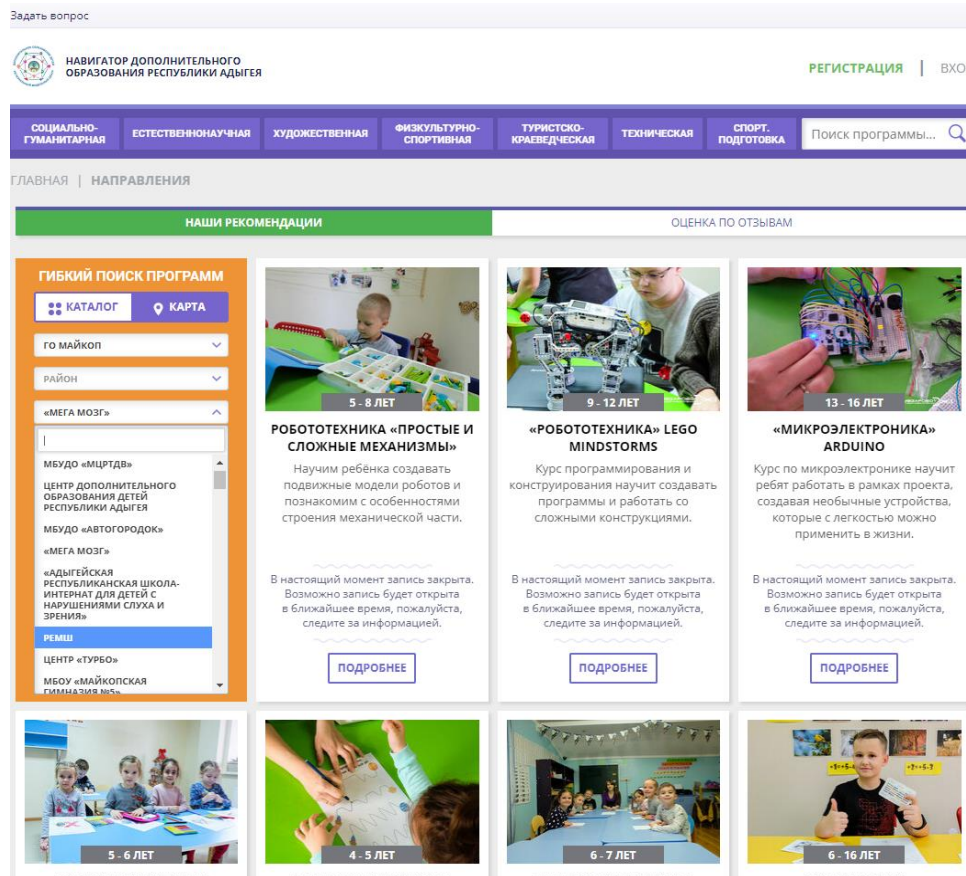 Задать вопрос
НАВИГАТОР ДОПОЛНИТЕЛЬНОГО
ОБРАЗОВАНИЯ РЕСПУБЛИКИ АДЫГЕЯ
РЕГИСТРАЦИЯ | ВХО
СОЦИАЛЬНО-
ГУМАНИТАРНАЯ
ЕСТЕСТВЕННОНАУЧНАЯ
ХУДОЖЕСТВЕННАЯ
ФИЗКУЛЬТУРНО-
СПОРТИВНАЯ
ТУРИСТСКО-
КРАЕВЕДЧЕСКАЯ
ТЕХНИЧЕСКАЯ
СПОРТ.
ПОДГОТОВКА
Поиск программы...
ГЛАВНАЯ | НАПРАВЛЕНИЯ
НАШИ РЕКОМЕНДАЦИИ
ОЦЕНКА ПО ОТЗЫВАМ
ГИБКИЙ ПОИСК ПРОГРАММ
КАТАЛОГ
КАРТА
ГО МАЙКОП
РАЙОН
«МЕГА МОЗГ»
МБУДО «МЦРТДВ»
ЦЕНТР ДОПОЛНИТЕЛЬНОГО
ОБРАЗОВАНИЯ ДЕТЕЙ
РЕСПУБЛИКИ АДЫГЕЯ
МБУДО «АВТОГОРОДОК»
«МЕГА МОЗГ»
«АДЫГЕЙСКАЯ
РЕСПУБЛИКАНСКАЯ ШКОЛА-
ИНТЕРНАТ ДЛЯ ДЕТЕЙ С
НАРУШЕНИЯМИ СЛУХА И
ЗРЕНИЯ»
РЕМШ
ЦЕНТР «ТУРБО»
МБОУ «МАЙКОПСКАЯ
ГИМНАЗИЯ №5»
5 - 8 ЛЕТ
РОБОТОТЕХНИКА «ПРОСТЫЕ И
СЛОЖНЫЕ МЕХАНИЗМЫ»
Научим ребёнка создавать
подвижные модели роботов и
познакомим с особенностями
строения механической части.
В настоящий момент запись закрыта.
Возможно запись будет открыта
в ближайшее время, пожалуйста,
следите за информацией.
ПОДРОБНЕЕ
9 - 12 ЛЕТ
«РОБОТОТЕХНИКА» LEGO
MINDSTORMS
Курс программирования и
конструирования научит создавать
программы и работать со
сложными конструкциями.
В настоящий момент запись закрыта.
Возможно запись будет открыта
в ближайшее время, пожалуйста,
следите за информацией.
ПОДРОБНЕЕ
13 - 16 ЛЕТ
«МИКРОЭЛЕКТРОНИКА»
ARDUINO
Курс по микроэлектронике научит
ребят работать в рамках проекта,
создавая необычные устройства,
которые с легкостью можно
применить в жизни.
В настоящий момент запись закрыта.
Возможно запись будет открыта
в ближайшее время, пожалуйста,
следите за информацией.
ПОДРОБНЕЕ
5 - 6 ЛЕТ
4 - 5 ЛЕТ
6 - 7 ЛЕТ
6 - 16 ЛЕТ